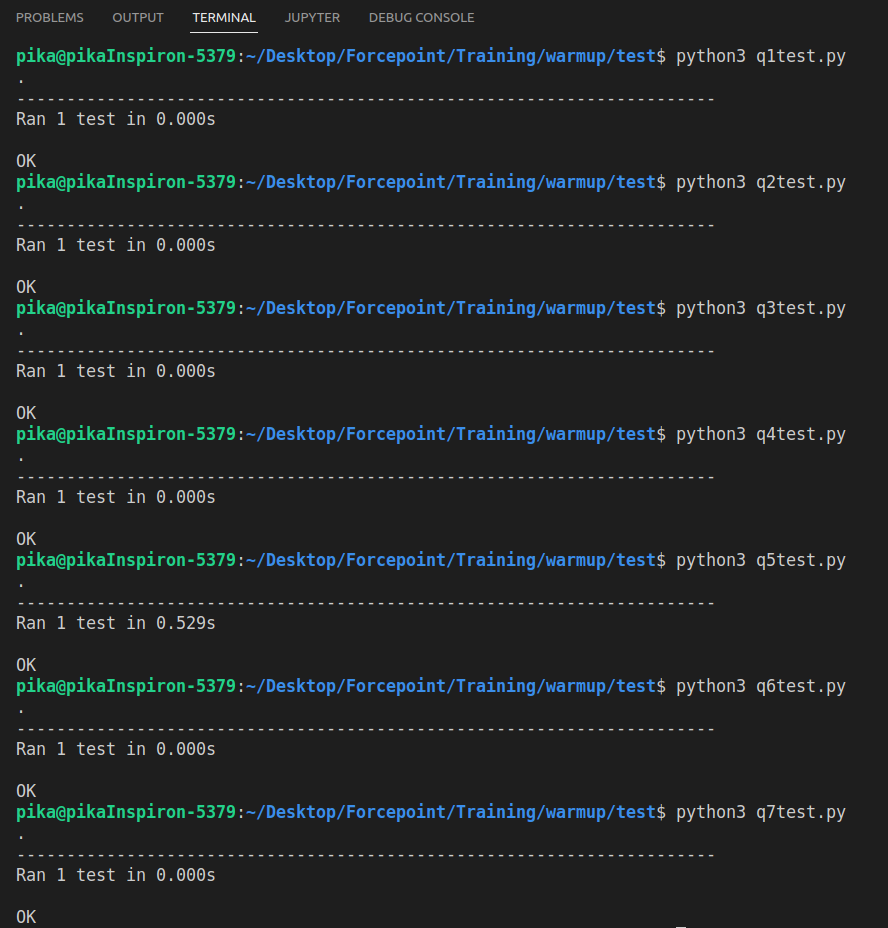 PROBLEMS OUTPUT TERMINAL JUPYTER DEBUG CONSOLE
pika@pikaInspiron-5379:~/Desktop/Forcepoint/Training/warmup/test$ python3 q1test.py
.
----------------------------------------------------------------------
Ran 1 test in 0.000s
OK
pika@pikaInspiron-5379:~/Desktop/Forcepoint/Training/warmup/test$ python3 q2test.py
.
----------------------------------------------------------------------
Ran 1 test in 0.000s
OK
pika@pikaInspiron-5379:~/Desktop/Forcepoint/Training/warmup/test$ python3 q3test.py
.
----------------------------------------------------------------------
Ran 1 test in 0.000s
OK
pika@pikaInspiron-5379:~/Desktop/Forcepoint/Training/warmup/test$ python3 q4test.py
.
----------------------------------------------------------------------
Ran 1 test in 0.000s
OK
pika@pikaInspiron-5379:~/Desktop/Forcepoint/Training/warmup/test$ python3 q5test.py
.
----------------------------------------------------------------------
Ran 1 test in 0.529s
OK
pika@pikaInspiron-5379:~/Desktop/Forcepoint/Training/warmup/test$ python3 q6test.py
.
----------------------------------------------------------------------
Ran 1 test in 0.000s
OK
pika@pikaInspiron-5379:~/Desktop/Forcepoint/Training/warmup/test$ python3 q7test.py
.
----------------------------------------------------------------------
Ran 1 test in 0.000s
OK